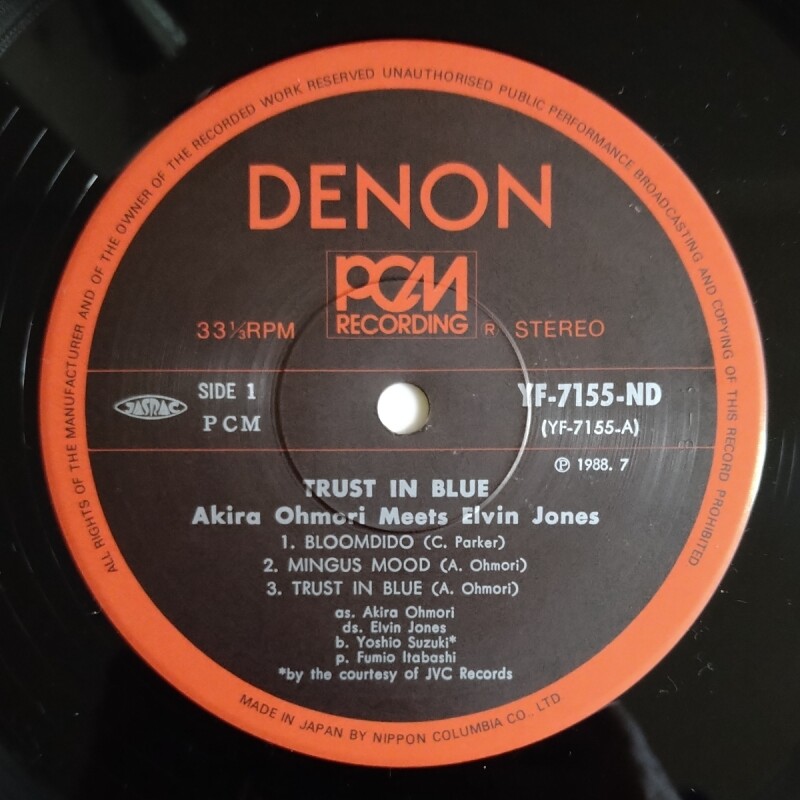 ALL RIGHTS OF THE MANUFACTURER AND OF THE OWNER OF THE RECORDED WORK RESERVED UNAUTHORISED PUBLIC PERFORMANCE BROADCASTING AND COPYING OF THIS RECORD PROHIBITED
DENON
PCM
RECORDING
33⅓RPM
R STEREO
JASRAC
SIDE 1
PCM
YF-7155-ND
(YF-7155-A)
Ⓟ 1988. 7
TRUST IN BLUE
Akira Ohmori Meets Elvin Jones
1. BLOOMDIDO (C. Parker)
2. MINGUS MOOD (A. Ohmori)
3. TRUST IN BLUE (A. Ohmori)
as. Akira Ohmori
ds. Elvin Jones
b. Yoshio Suzuki*
p. Fumio Itabashi
*by the courtesy of JVC Records
MADE IN JAPAN BY NIPPON COLUMBIA CO., LTD